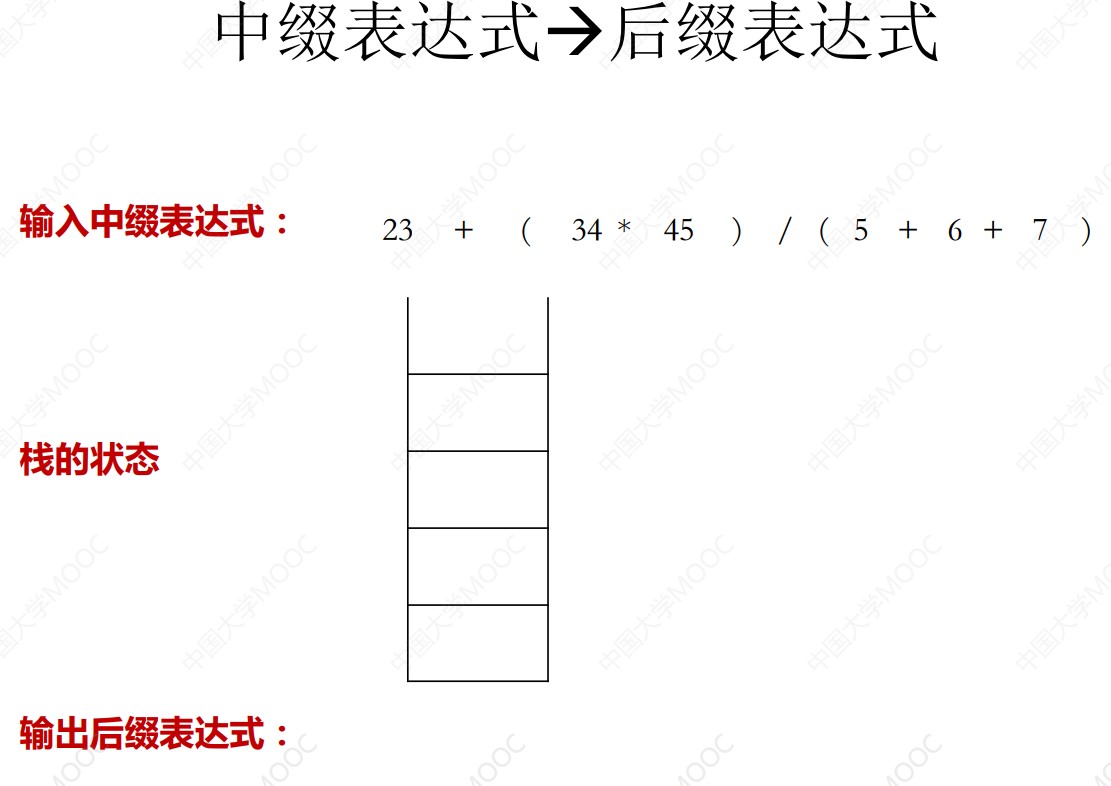 中缀表达式→后缀表达式
输入中缀表达式： 23 + ( 34 * 45 ) / ( 5 + 6 + 7 )
栈的状态
输出后缀表达式：
中国大学MOOC